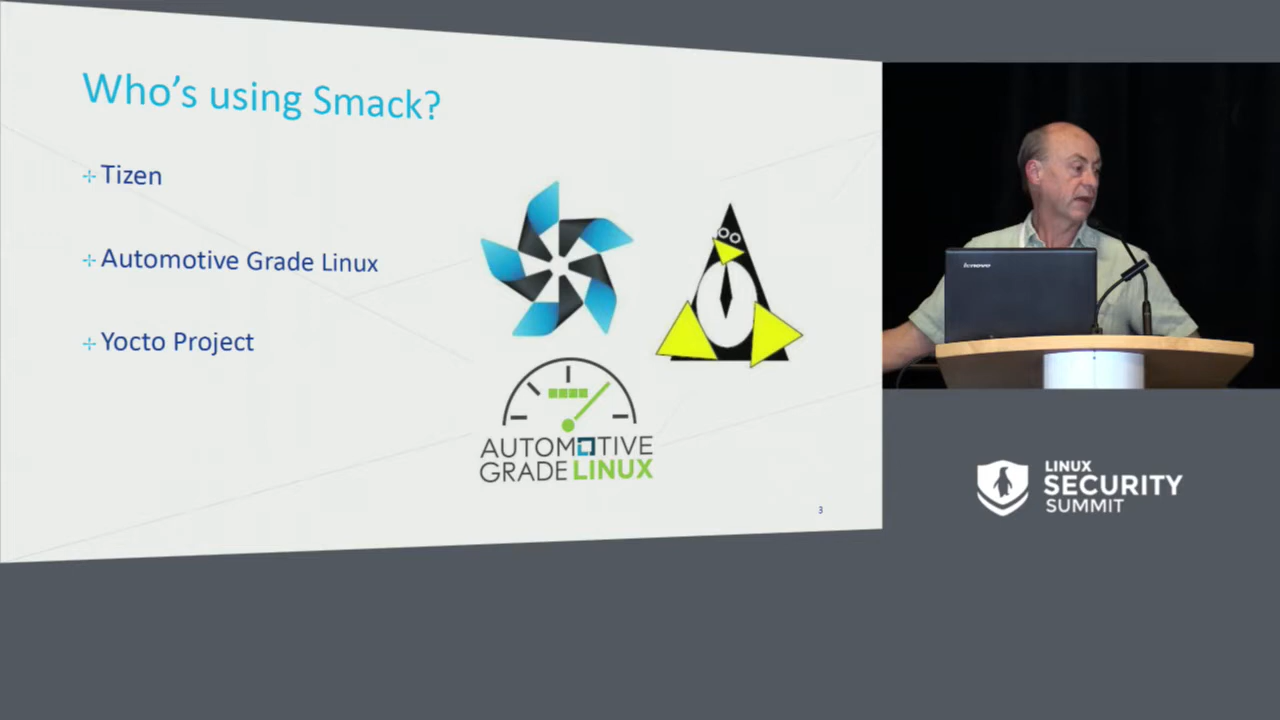 Who's using Smack?
Tizen
Automotive Grade Linux
Yocto Project
AUTOMOTIVE
GRADE LINUX
3
lenovo
LINUX
SECURITY
SUMMIT